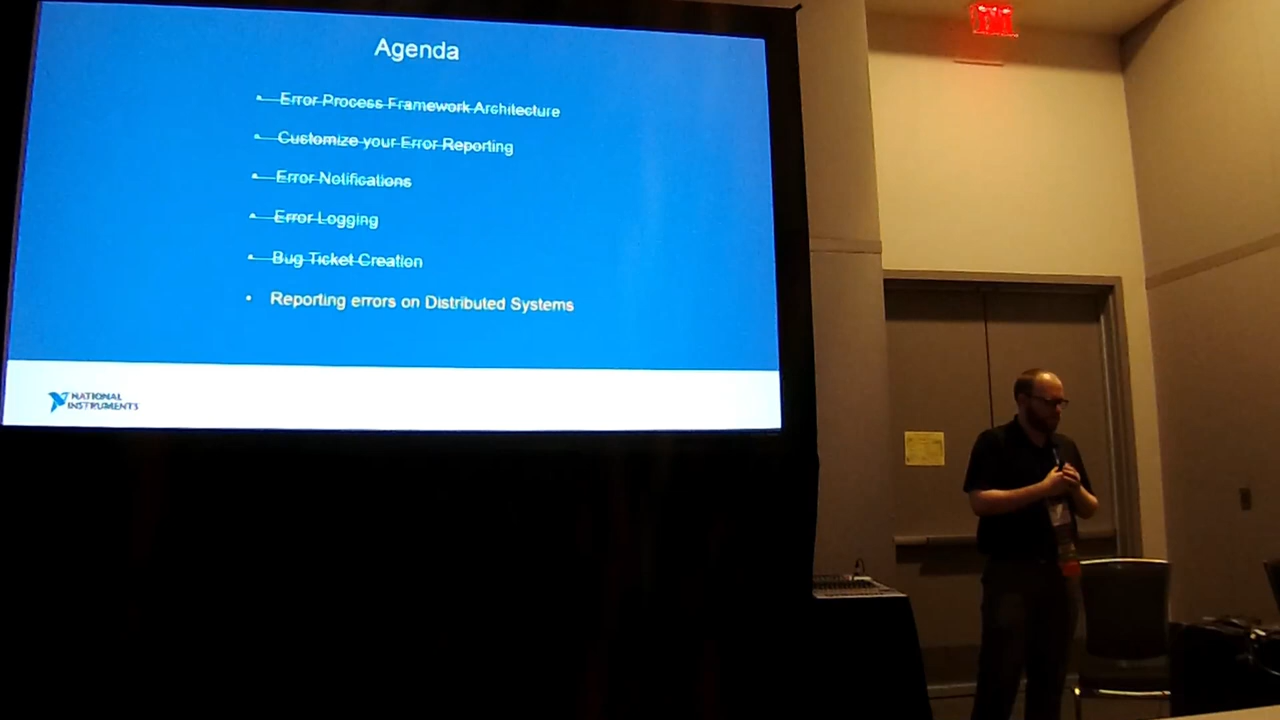 Agenda
• Error Process Framework Architecture
• Customize your Error Reporting
• Error Notifications
• Error Logging
• Bug Ticket Creation
• Reporting errors on Distributed Systems
NATIONAL
INSTRUMENTS
EXIT